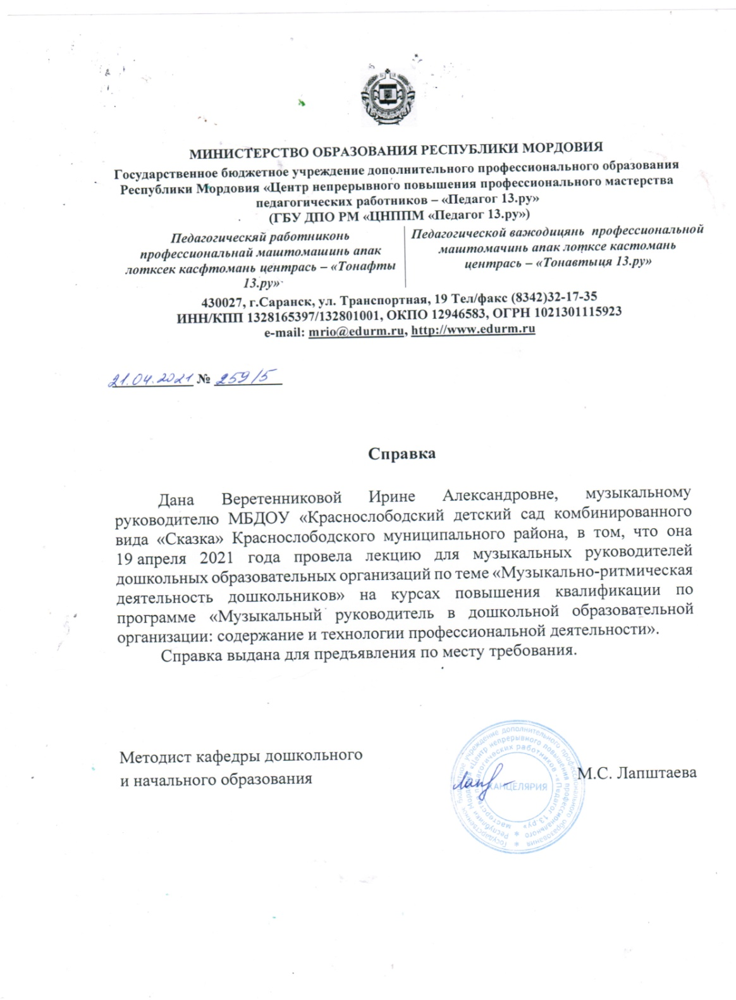 МИНИСТЕРСТВО ОБРАЗОВАНИЯ РЕСПУБЛИКИ МОРДОВИЯ
Государственное бюджетное учреждение дополнительного профессионального образования
Республики Мордовия «Центр непрерывного повышения профессионального мастерства
педагогических работников – «Педагог 13.ру»
(ГБУ ДПО РМ «ЦНППМ «Педагог 13.ру»)
Педагогическяй работниконь
профессиональнай маштомашинь апак
лотксек касфтомань центрась – «Тонафты
13.ру»
Педагогической важодицянь профессиональной
маштомачинь апак лотксе кастомань
центрась – «Тонавтыця 13.ру»
430027, г.Саранск, ул. Транспортная, 19 Тел/факс (8342)32-17-35
ИНН/КПП 1328165397/132801001, ОКПО 12946583, ОГРН 1021301115923
e-mail: mrio@edurm.ru, http://www.edurm.ru
21.04.2021 № 259/5
Справка
Дана Веретенниковой Ирине Александровне, музыкальному
руководителю МБДОУ «Краснослободский детский сад комбинированного
вида «Сказка» Краснослободского муниципального района, в том, что она
19 апреля 2021 года провела лекцию для музыкальных руководителей
дошкольных образовательных организаций по теме «Музыкально-ритмическая
деятельность дошкольников» на курсах повышения квалификации по
программе «Музыкальный руководитель в дошкольной образовательной
организации: содержание и технологии профессиональной деятельности».
Справка выдана для предъявления по месту требования.
Методист кафедры дошкольного
и начального образования
М.С. Лапштаева
Государственное бюджетное учреждение дополнительного профессионального образования
Республики Мордовия «Центр непрерывного повышения профессионального
мастерства педагогических работников - «Педагог 13.ру»
КАНЦЕЛЯРИЯ